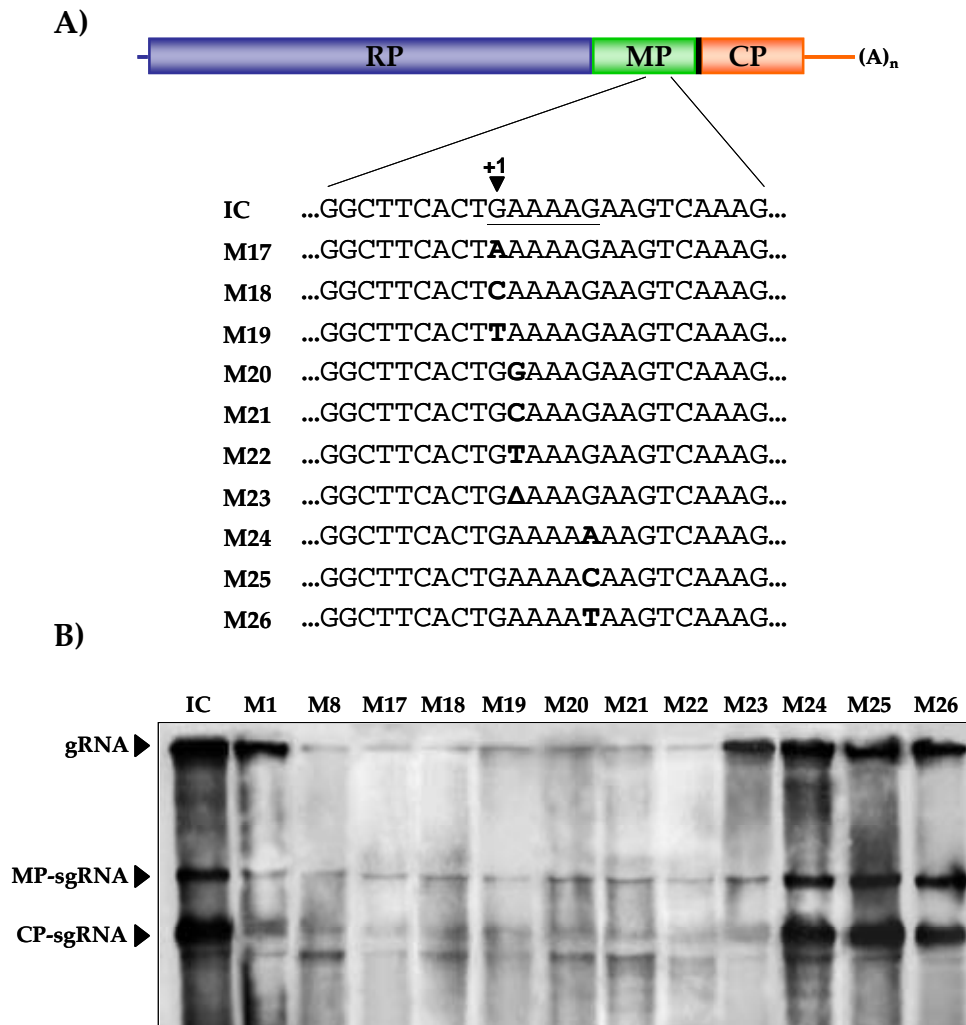 A)
RP MP CP (A)n
+1
IC ...GGCTTCACTGAAAAGAAGTCAAAG...
M17 ...GGCTTCACTAAAAAGAAGTCAAAG...
M18 ...GGCTTCACTCAAAAGAAGTCAAAG...
M19 ...GGCTTCACTTAAAAGAAGTCAAAG...
M20 ...GGCTTCACTGGAAAGAAGTCAAAG...
M21 ...GGCTTCACTGCAAAGAAGTCAAAG...
M22 ...GGCTTCACTGTAAAGAAGTCAAAG...
M23 ...GGCTTCACTGΔAAAGAAGTCAAAG...
M24 ...GGCTTCACTGAAAAAAAGTCAAAG...
M25 ...GGCTTCACTGAAAACAAGTCAAAG...
M26 ...GGCTTCACTGAAAATAAGTCAAAG...
B)
IC M1 M8 M17 M18 M19 M20 M21 M22 M23 M24 M25 M26
gRNA
MP-sgRNA
CP-sgRNA